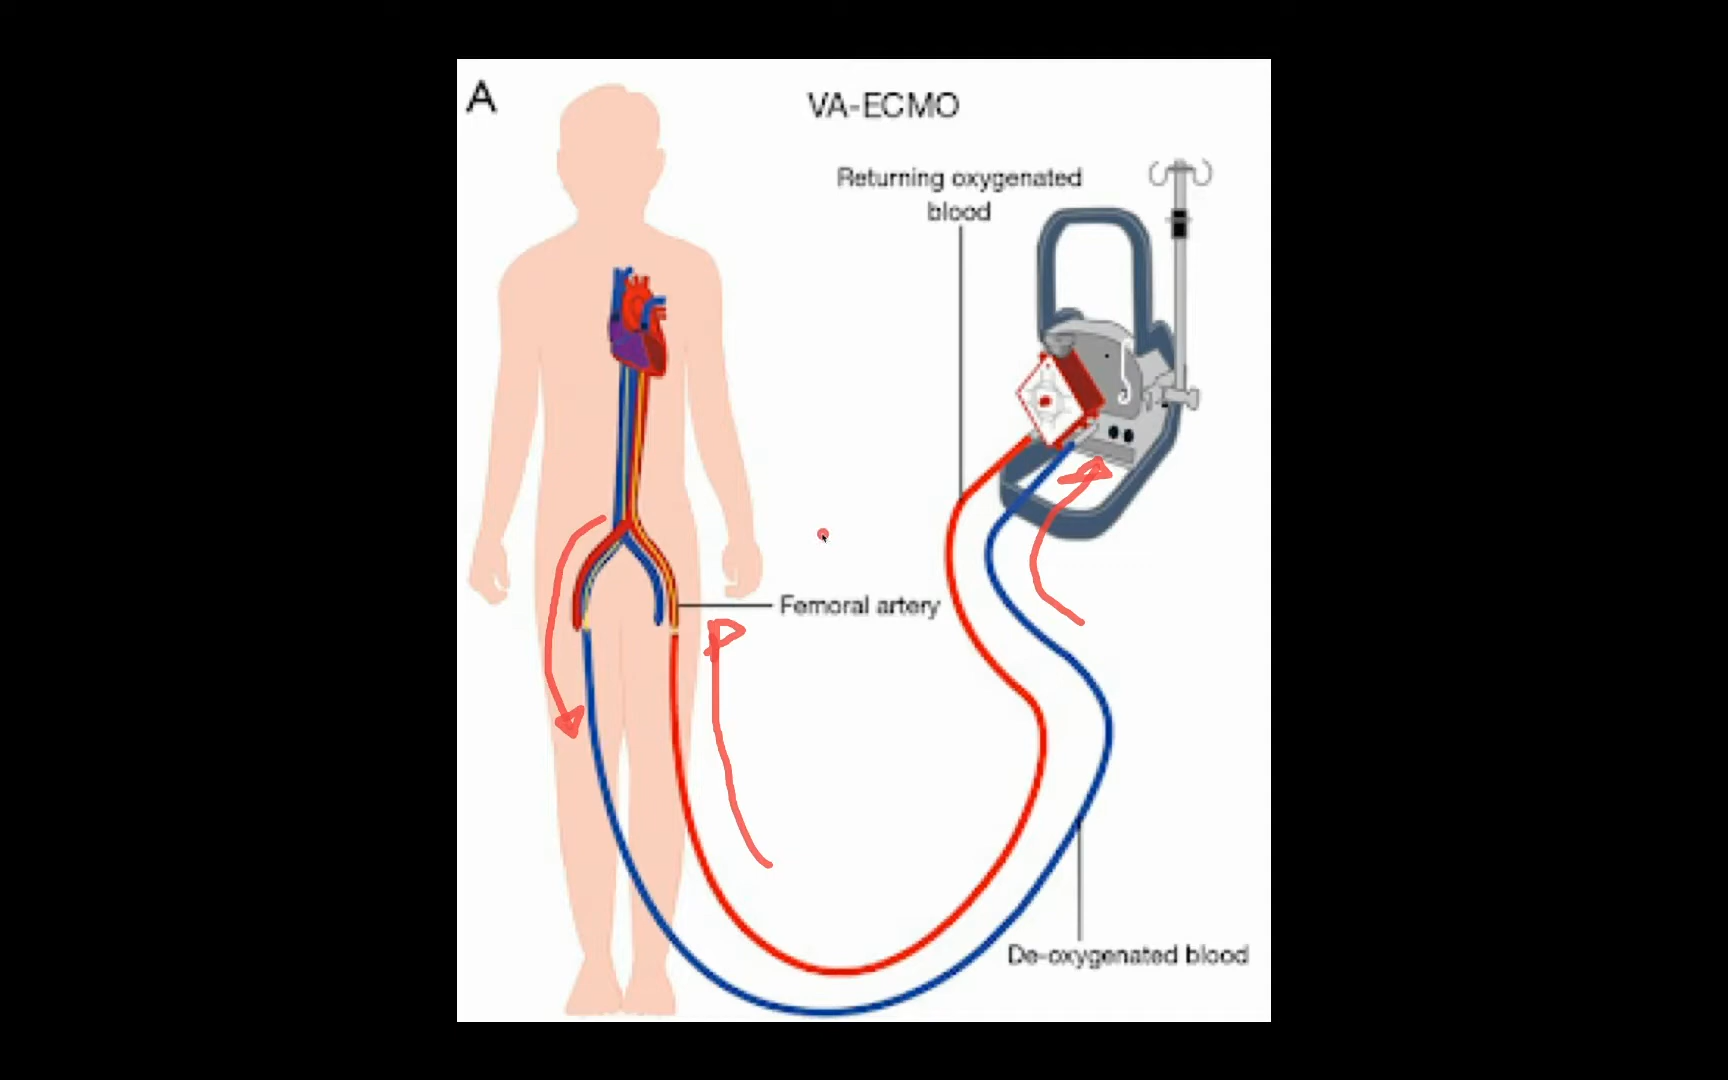 A
VA-ECMO
Returning oxygenated
blood
Femoral artery
De-oxygenated blood